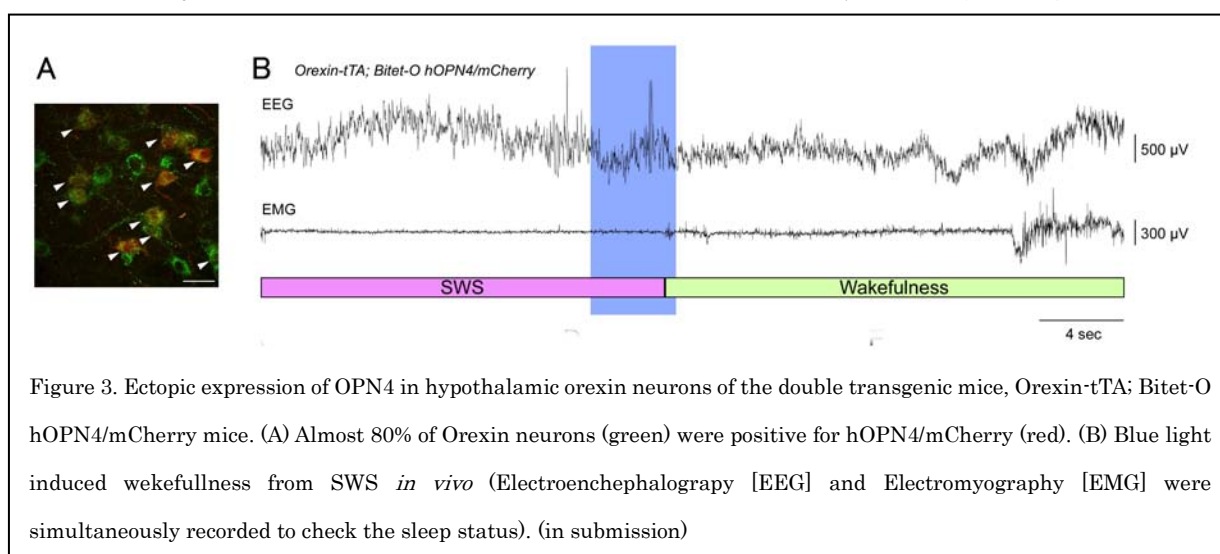 A
B
Orexin-tTA; Bitet-O hOPN4/mCherry
EEG
500 µV
EMG
300 µV
SWS
Wakefulness
4 sec
Figure 3. Ectopic expression of OPN4 in hypothalamic orexin neurons of the double transgenic mice, Orexin-tTA; Bitet-O
hOPN4/mCherry mice. (A) Almost 80% of Orexin neurons (green) were positive for hOPN4/mCherry (red). (B) Blue light
induced wekefullness from SWS in vivo (Electroenchephalograpy [EEG] and Electromyography [EMG] were
simultaneously recorded to check the sleep status). (in submission)